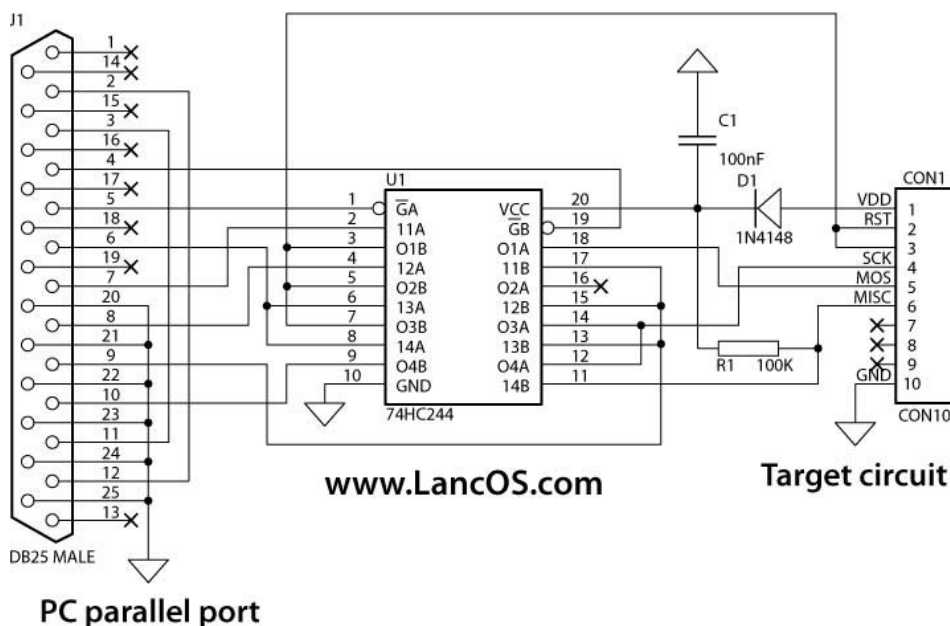 J1
1
14
2
15
3
16
4
17
5
18
6
19
7
20
8
21
9
22
10
23
11
24
12
25
13
DB25 MALE
PC parallel port
U1
1 GA VCC 20
2 11A GB 19
3 O1B O1A 18
4 12A 11B 17
5 O2B O2A 16
6 13A 12B 15
7 O3B O3A 14
8 14A 13B 13
9 O4B O4A 12
10 GND 14B 11
74HC244
www.LancOS.com
C1
100nF
D1
1N4148
R1 100K
CON1
VDD 1
RST 2
3
SCK 4
MOS 5
MISC 6
7
8
9
GND 10
CON10
Target circuit